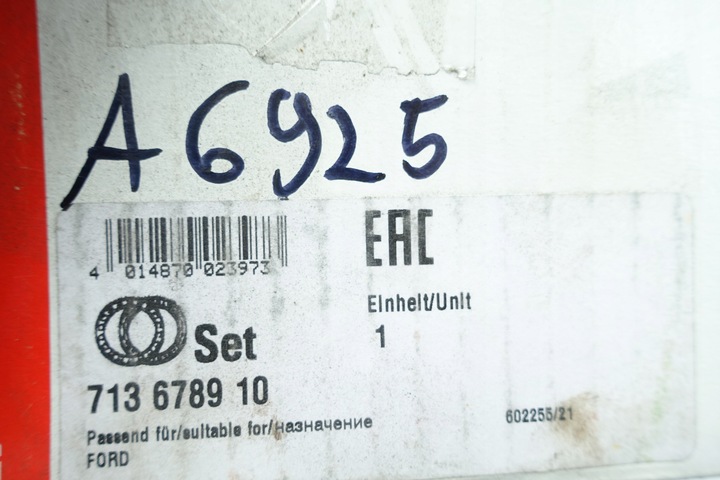 A 6925
4 014870 023973
EAC
Einheit/Unit
1
Set
713 6789 10
Passend für/suitable for/назначение
FORD
602255/21